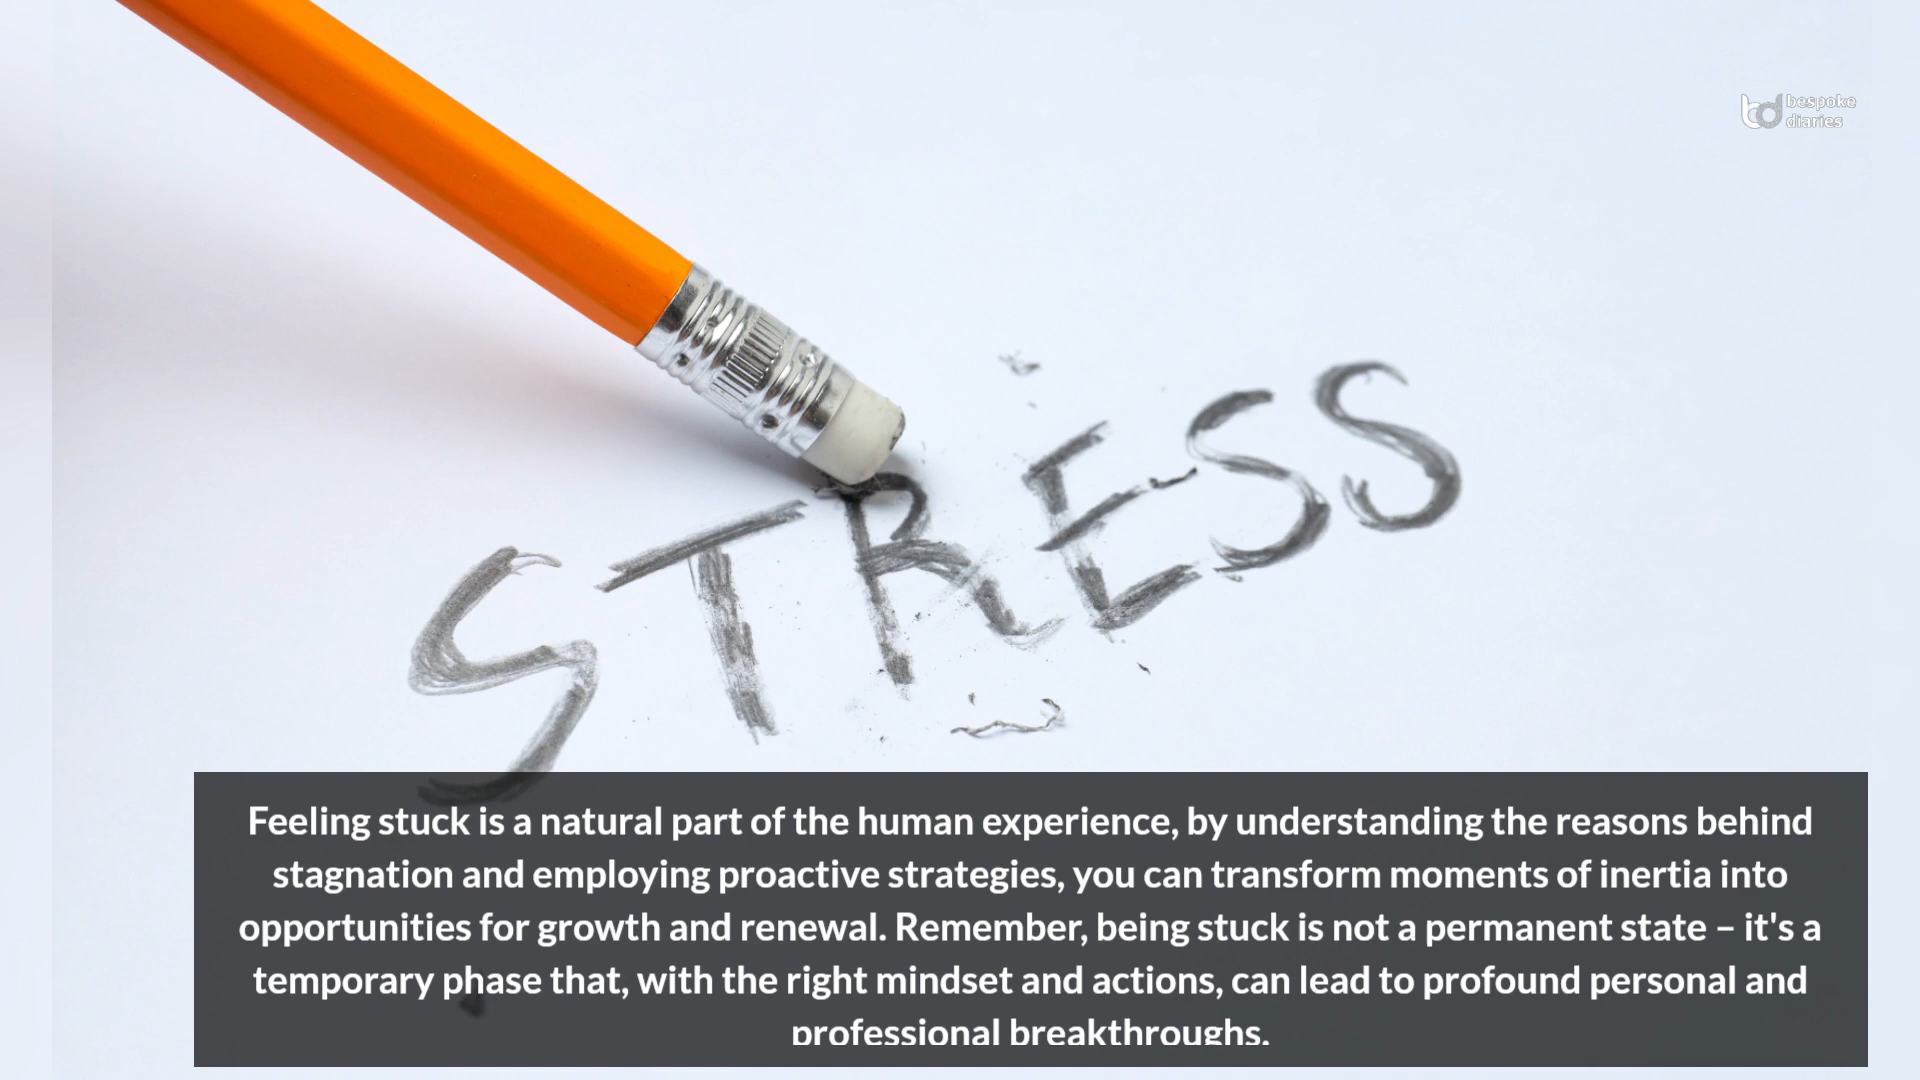 bespoke
diaries
STRESS
Feeling stuck is a natural part of the human experience, by understanding the reasons behind
stagnation and employing proactive strategies, you can transform moments of inertia into
opportunities for growth and renewal. Remember, being stuck is not a permanent state – it's a
temporary phase that, with the right mindset and actions, can lead to profound personal and
professional breakthroughs.